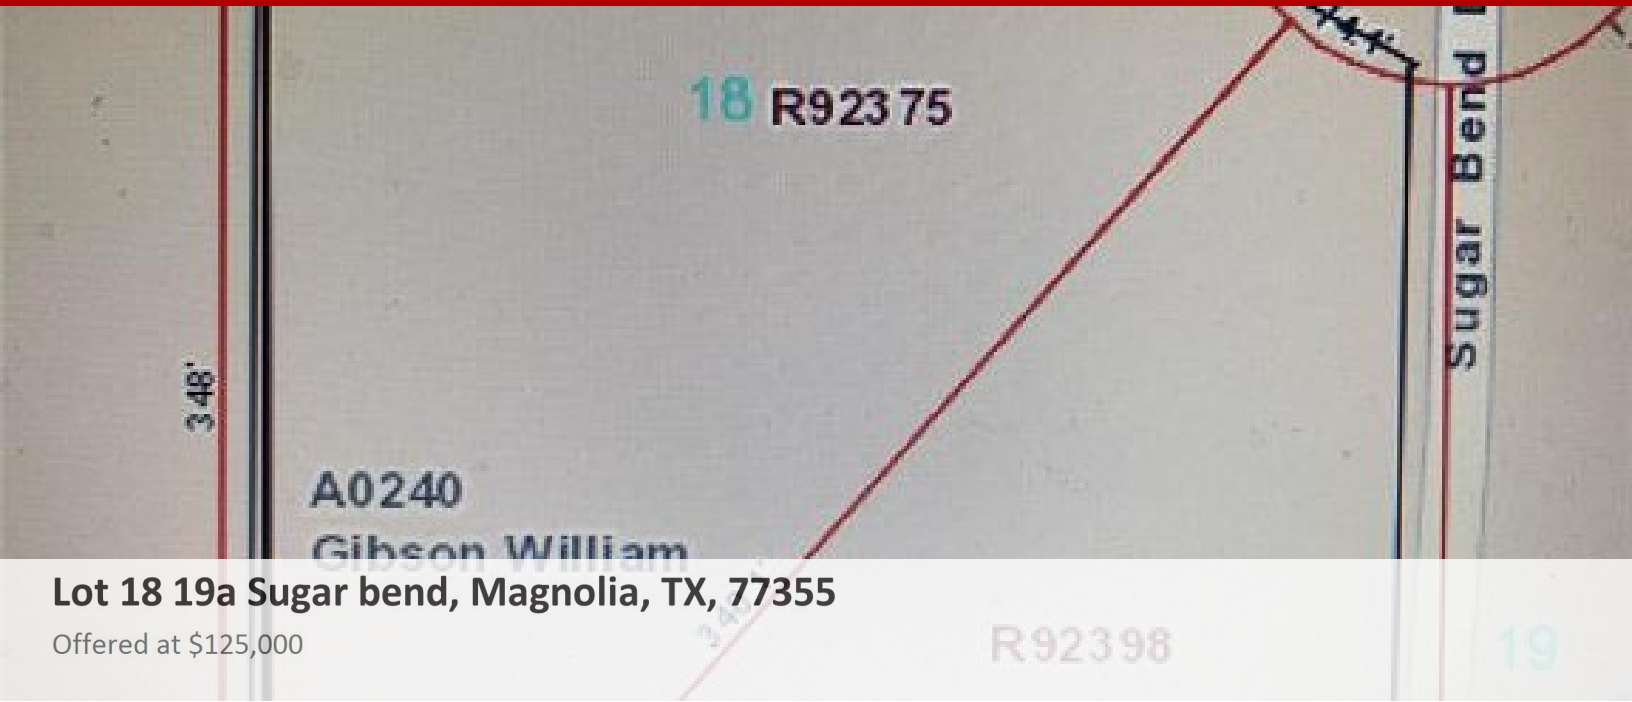 18 R92375
Sugar Bend
348'
A0240
Gibson William
Lot 18 19a Sugar bend, Magnolia, TX, 77355
Offered at $125,000
R92398
19